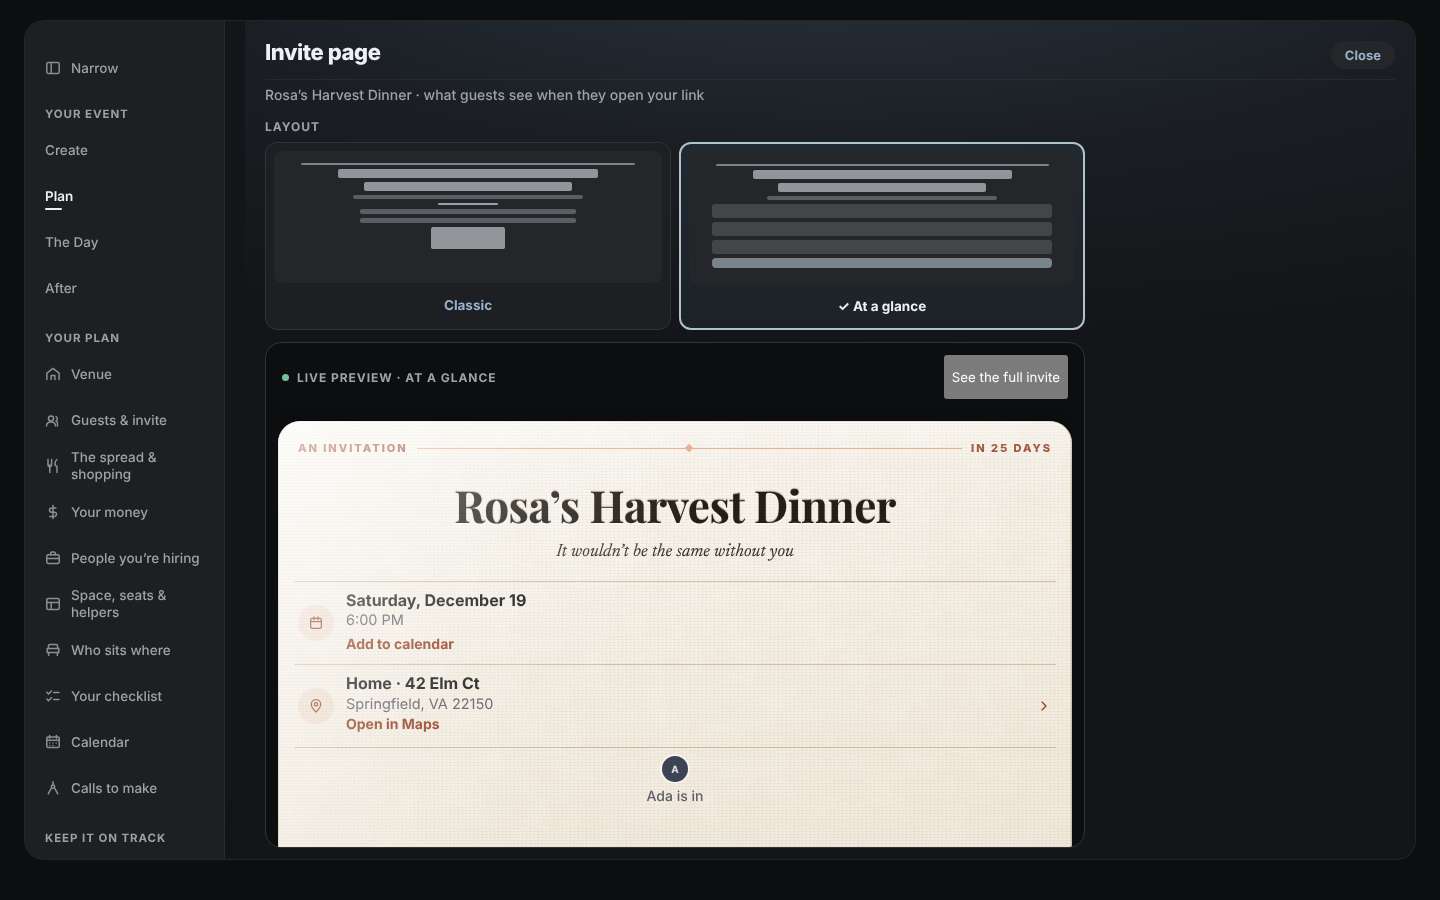 Narrow
YOUR EVENT
Create
Plan
The Day
After
YOUR PLAN
Venue
Guests & invite
The spread &
shopping
Your money
People you're hiring
Space, seats &
helpers
Who sits where
Your checklist
Calendar
Calls to make
KEEP IT ON TRACK
Invite page
Close
Rosa's Harvest Dinner · what guests see when they open your link
LAYOUT
Classic
✓ At a glance
LIVE PREVIEW · AT A GLANCE
See the full invite
AN INVITATION
IN 25 DAYS
Rosa's Harvest Dinner
It wouldn't be the same without you
Saturday, December 19
6:00 PM
Add to calendar
Home · 42 Elm Ct
Springfield, VA 22150
Open in Maps
A
Ada is in